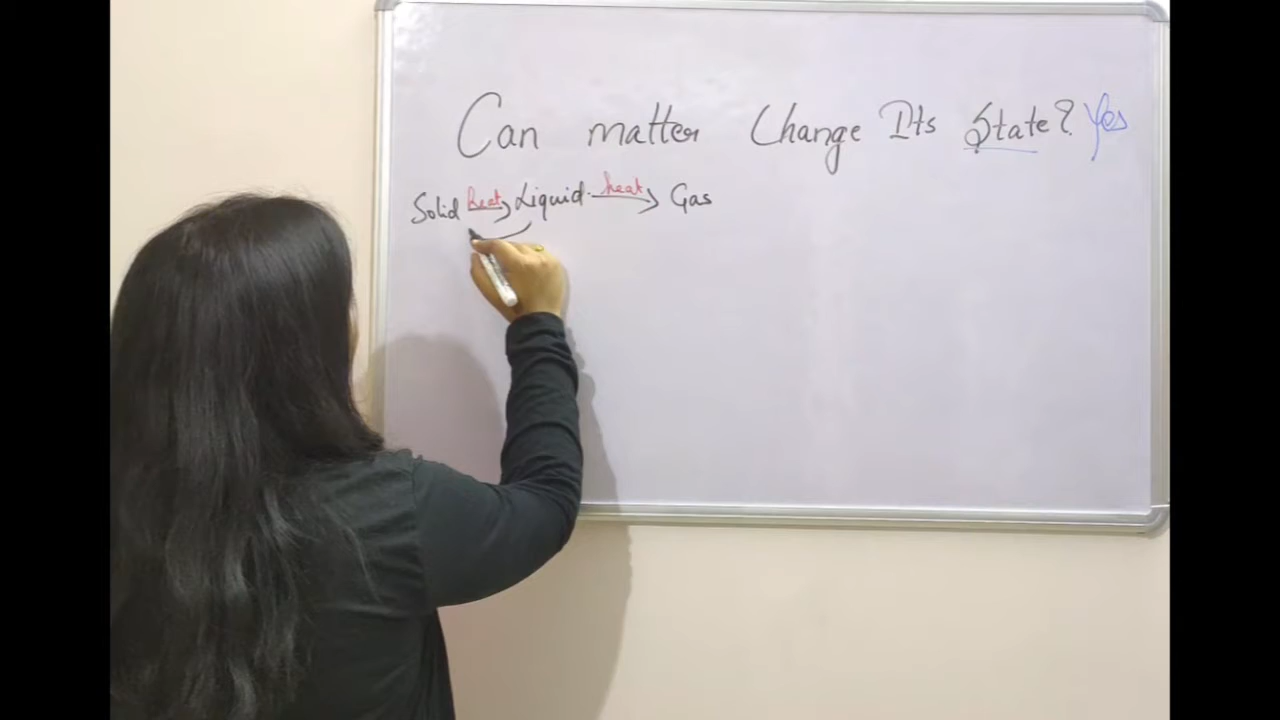 Can matter Change Its State? Yes
Solid heat → Liquid heat → Gas